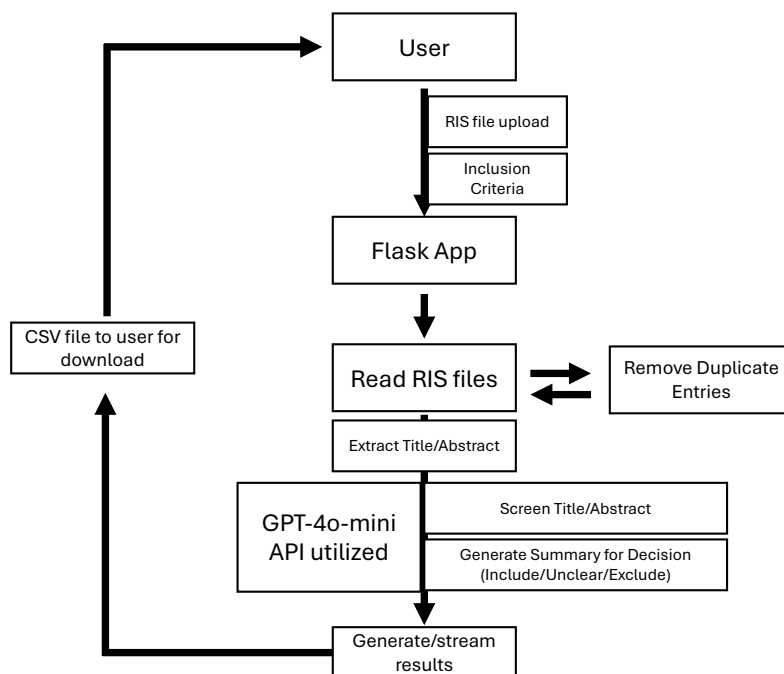 User
RIS file upload
Inclusion
Criteria
Flask App
CSV file to user for
download
Read RIS files
Remove Duplicate
Entries
Extract Title/Abstract
GPT-4o-mini
API utilized
Screen Title/Abstract
Generate Summary for Decision
(Include/Unclear/Exclude)
Generate/stream
results